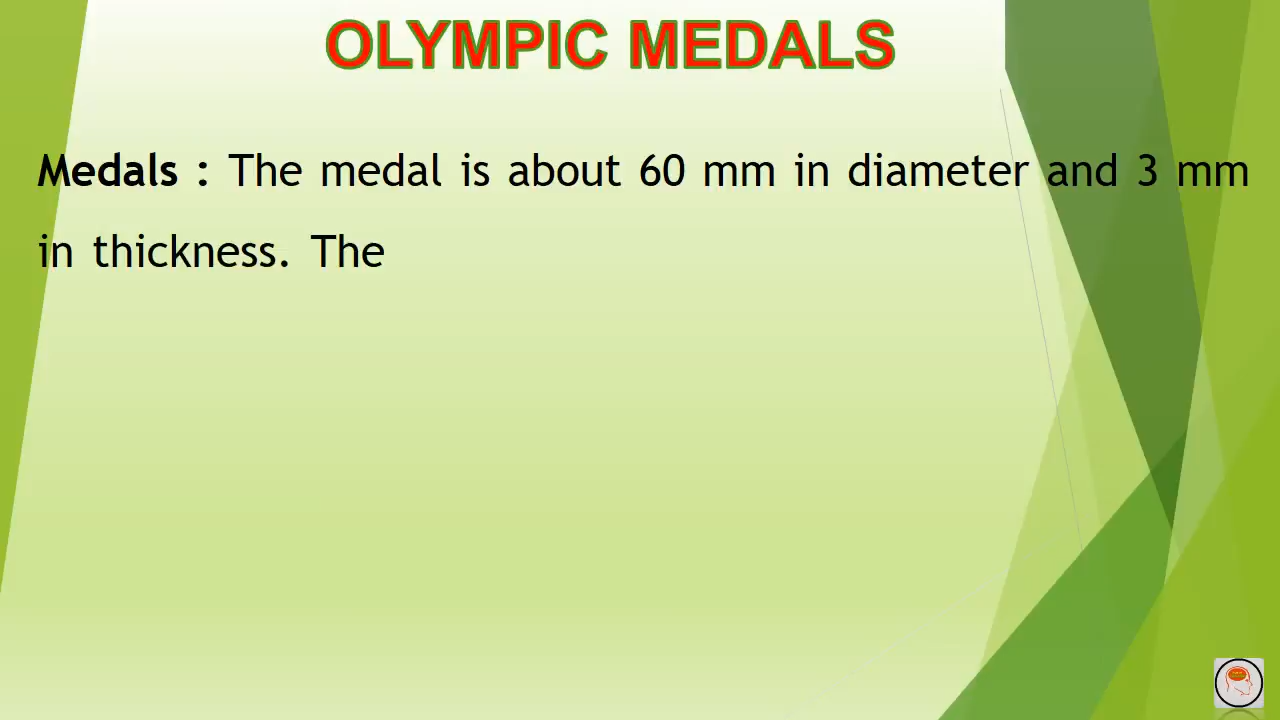 OLYMPIC MEDALS
Medals : The medal is about 60 mm in diameter and 3 mm
in thickness. The